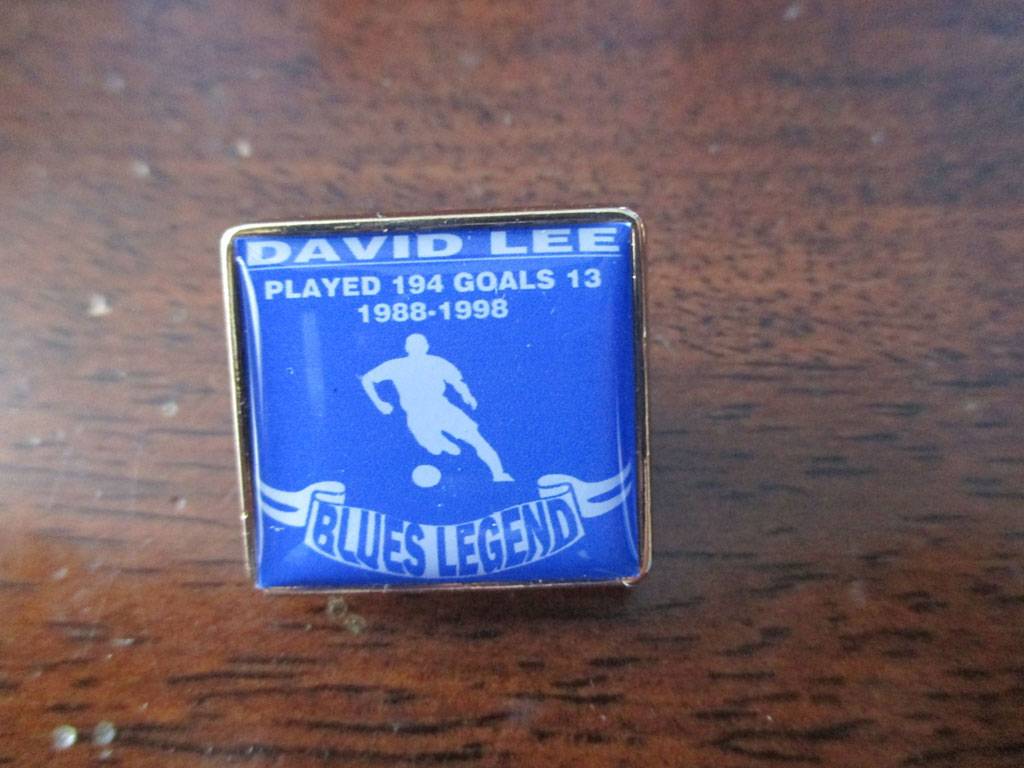 DAVID LEE
PLAYED 194 GOALS 13
1988-1998
BLUES LEGEND